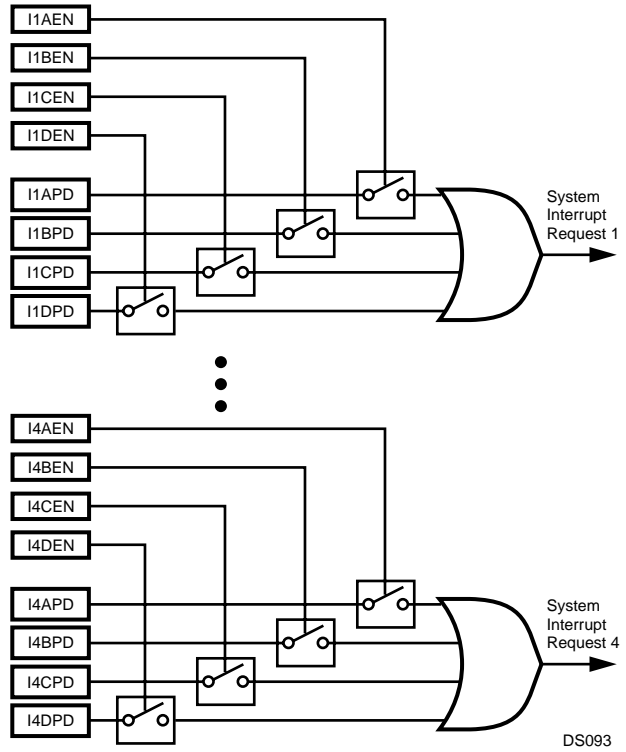 I1AEN
I1BEN
I1CEN
I1DEN
I1APD
I1BPD
I1CPD
I1DPD
System
Interrupt
Request 1
I4AEN
I4BEN
I4CEN
I4DEN
I4APD
I4BPD
I4CPD
I4DPD
System
Interrupt
Request 4
DS093